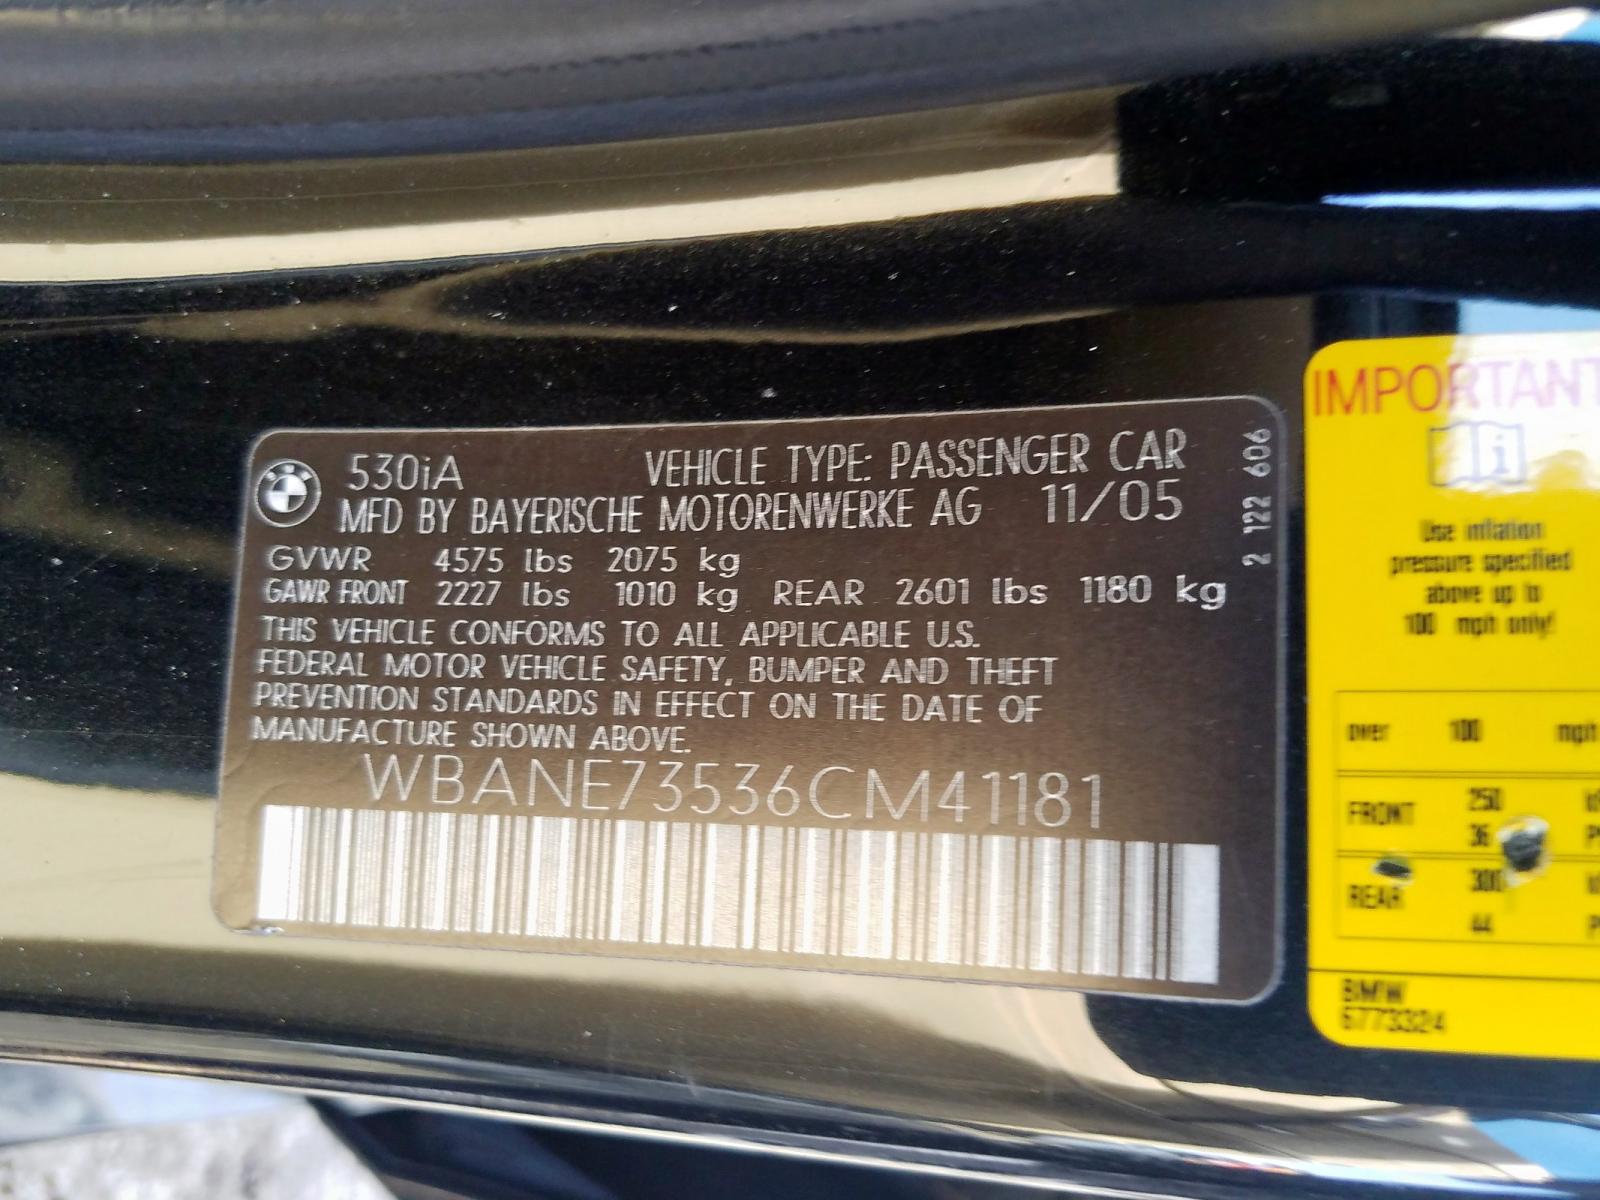 530iA VEHICLE TYPE: PASSENGER CAR
MFD BY BAYERISCHE MOTORENWERKE AG 11/05
GVWR 4575 lbs 2075 kg
GAWR FRONT 2227 lbs 1010 kg REAR 2601 lbs 1180 kg
THIS VEHICLE CONFORMS TO ALL APPLICABLE U.S.
FEDERAL MOTOR VEHICLE SAFETY, BUMPER AND THEFT
PREVENTION STANDARDS IN EFFECT ON THE DATE OF
MANUFACTURE SHOWN ABOVE.
WBANE73536CM41181
2 122 606
IMPORTANT
Use inflation
pressure specified
above up to
100 mph only!
over 100 mph
FRONT 250
36
REAR 300
44
BMW
6773324